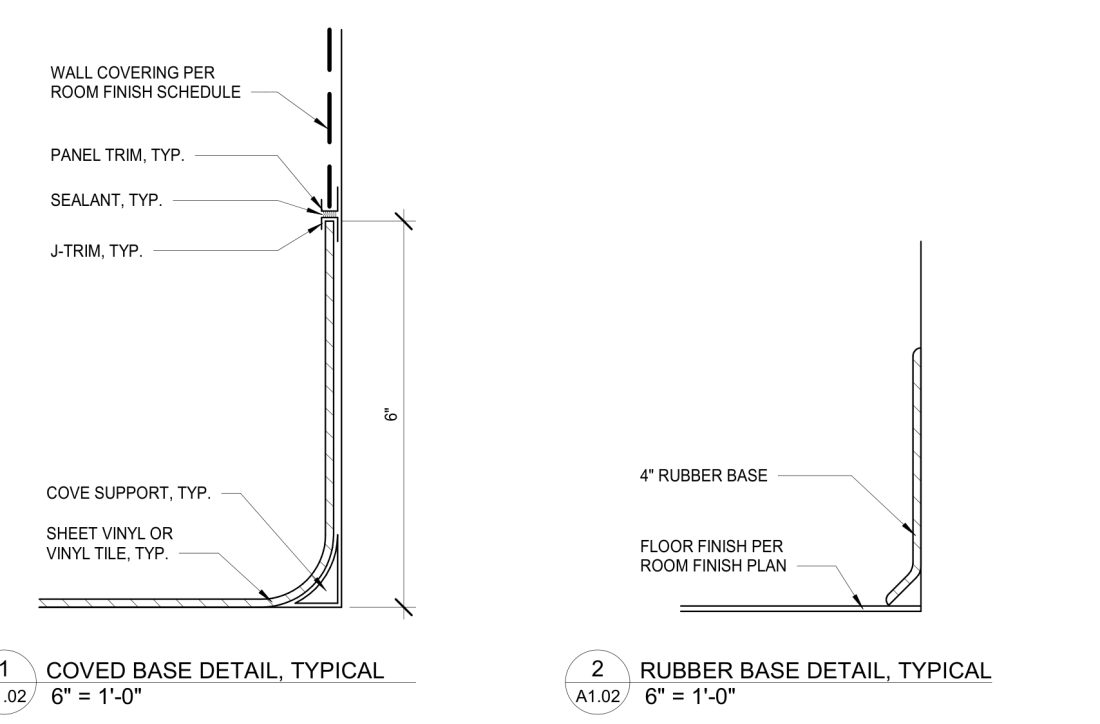 WALL COVERING PER
ROOM FINISH SCHEDULE
PANEL TRIM, TYP.
SEALANT, TYP.
J-TRIM, TYP.
6"
COVE SUPPORT, TYP.
SHEET VINYL OR
VINYL TILE, TYP.
1
.02
COVED BASE DETAIL, TYPICAL
6" = 1'-0"
4" RUBBER BASE
FLOOR FINISH PER
ROOM FINISH PLAN
2
A1.02
RUBBER BASE DETAIL, TYPICAL
6" = 1'-0"